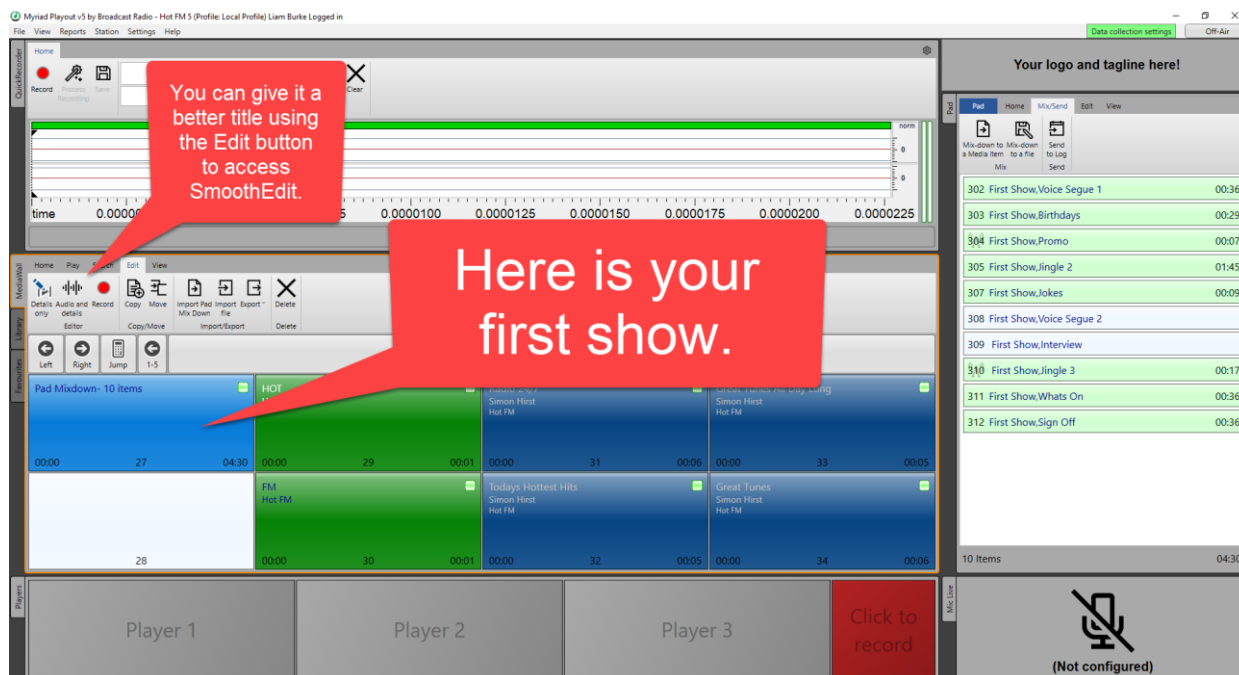 Myriad Playout v5 by Broadcast Radio - Hot FM 5 (Profile: Local Profile) Liam Burke Logged in
File View Reports Station Settings Help
Data collection settings
Off-Air
QuickRecorder
Home
Record
Process Recording
Save
Clear
You can give it a
better title using
the Edit button
to access
SmoothEdit.
norm
0
0
time 0.0000100 0.0000125 0.0000150 0.0000175 0.0000200 0.0000225
Here is your
first show.
MediaWall
Library
Favourites
Home Play Edit View
Details only
Audio and details
Record
Copy
Move
Import Pad Mix Down
Import file
Export
Delete
Editor Copy/Move Import/Export Delete
Left Right Jump 1-5
Pad Mixdown- 10 items
00:00 27 04:30
HOT
00:00 29 00:01
Simon Hirst
Hot FM
00:00 31 00:06
Simon Hirst
Hot FM
00:00 33 00:05
28
FM
Hot FM
00:00 30 00:01
Todays Hottest Hits
Simon Hirst
Hot FM
00:00 32 00:05
Great Tunes
Simon Hirst
Hot FM
00:00 34 00:06
Players
Player 1
Player 2
Player 3
Click to
record
Your logo and tagline here!
Pad
Pad Home Mix/Send Edit View
Mix-down to a Media Item
Mix-down to a file
Send to Log
Mix Send
302 First Show,Voice Segue 1 00:36
303 First Show,Birthdays 00:29
304 First Show,Promo 00:07
305 First Show,Jingle 2 01:45
307 First Show,Jokes 00:09
308 First Show,Voice Segue 2
309 First Show,Interview
310 First Show,Jingle 3 00:17
311 First Show,Whats On 00:36
312 First Show,Sign Off 00:36
10 Items 04:30
Mic Live
(Not configured)